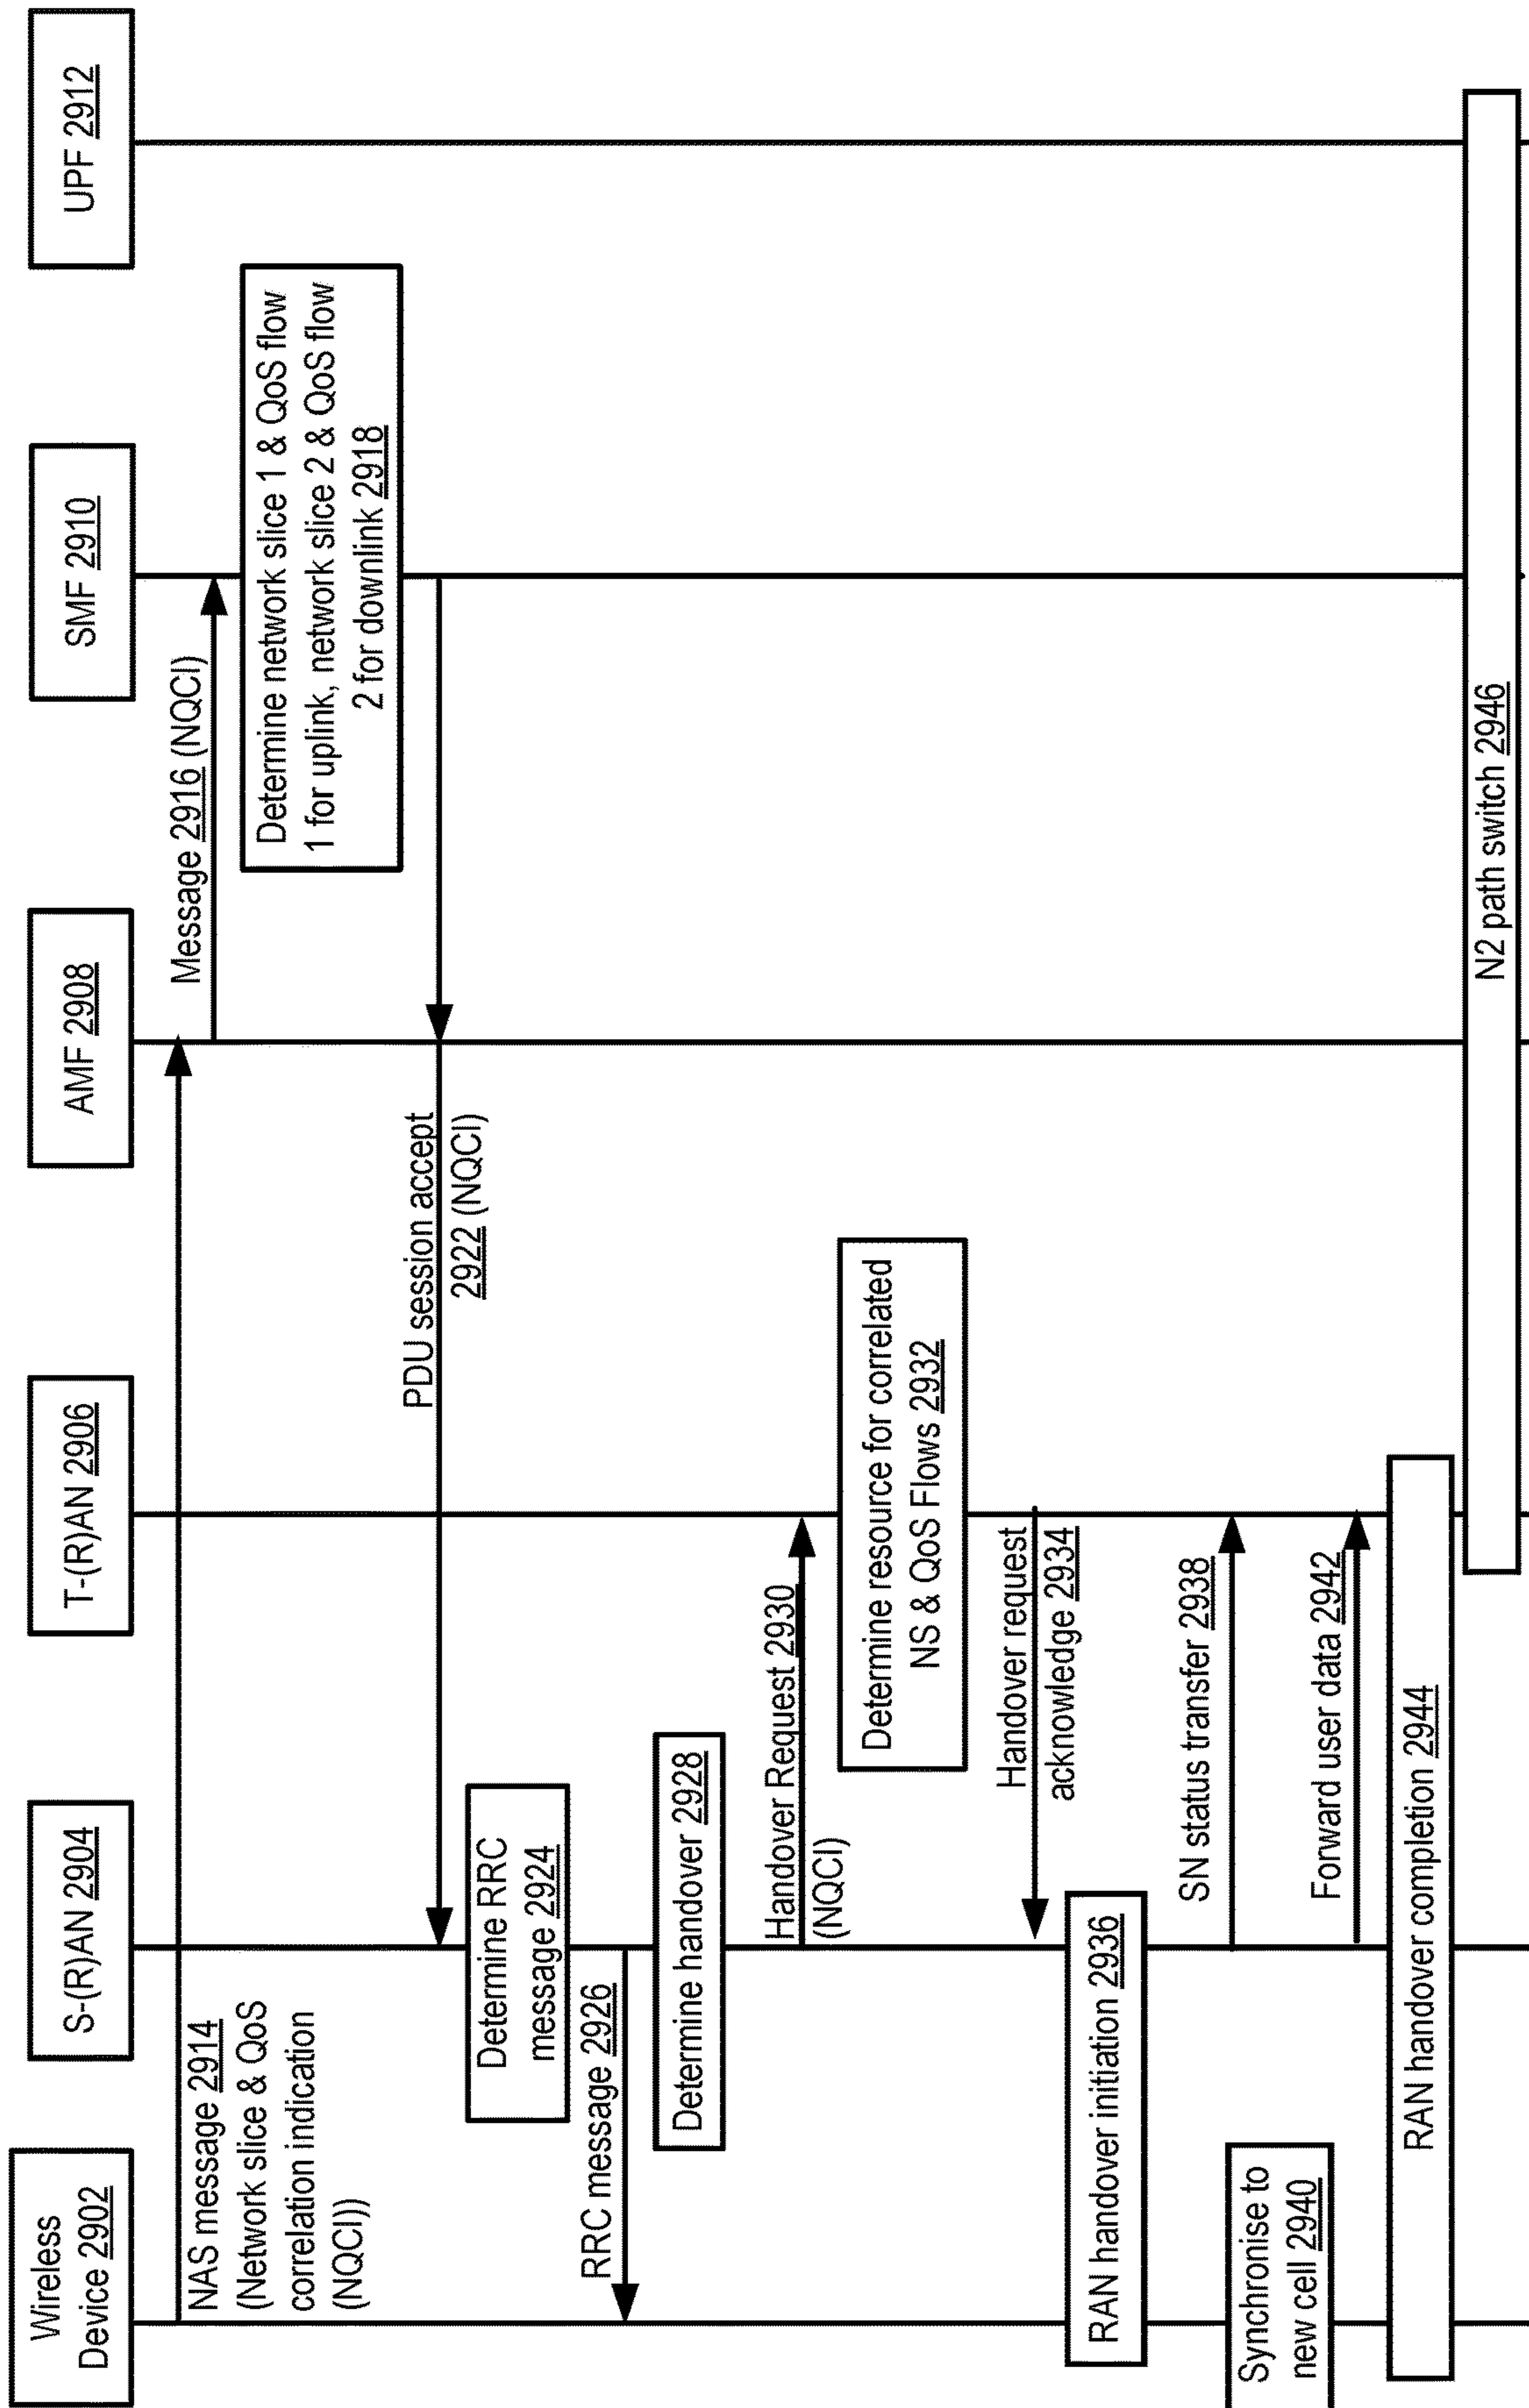 Wireless
Device 2902
S-(R)AN 2904
T-(R)AN 2906
AMF 2908
SMF 2910
UPF 2912
NAS message 2914
(Network slice & QoS
correlation indication
(NQCI))
Message 2916 (NQCI)
Determine network slice 1 & QoS flow
1 for uplink, network slice 2 & QoS flow
2 for downlink 2918
PDU session accept
2922 (NQCI)
Determine RRC
message 2924
RRC message 2926
Determine handover 2928
Handover Request 2930
(NQCI)
Determine resource for correlated
NS & QoS Flows 2932
Handover request
acknowledge 2934
RAN handover initiation 2936
SN status transfer 2938
Synchronise to
new cell 2940
Forward user data 2942
RAN handover completion 2944
N2 path switch 2946